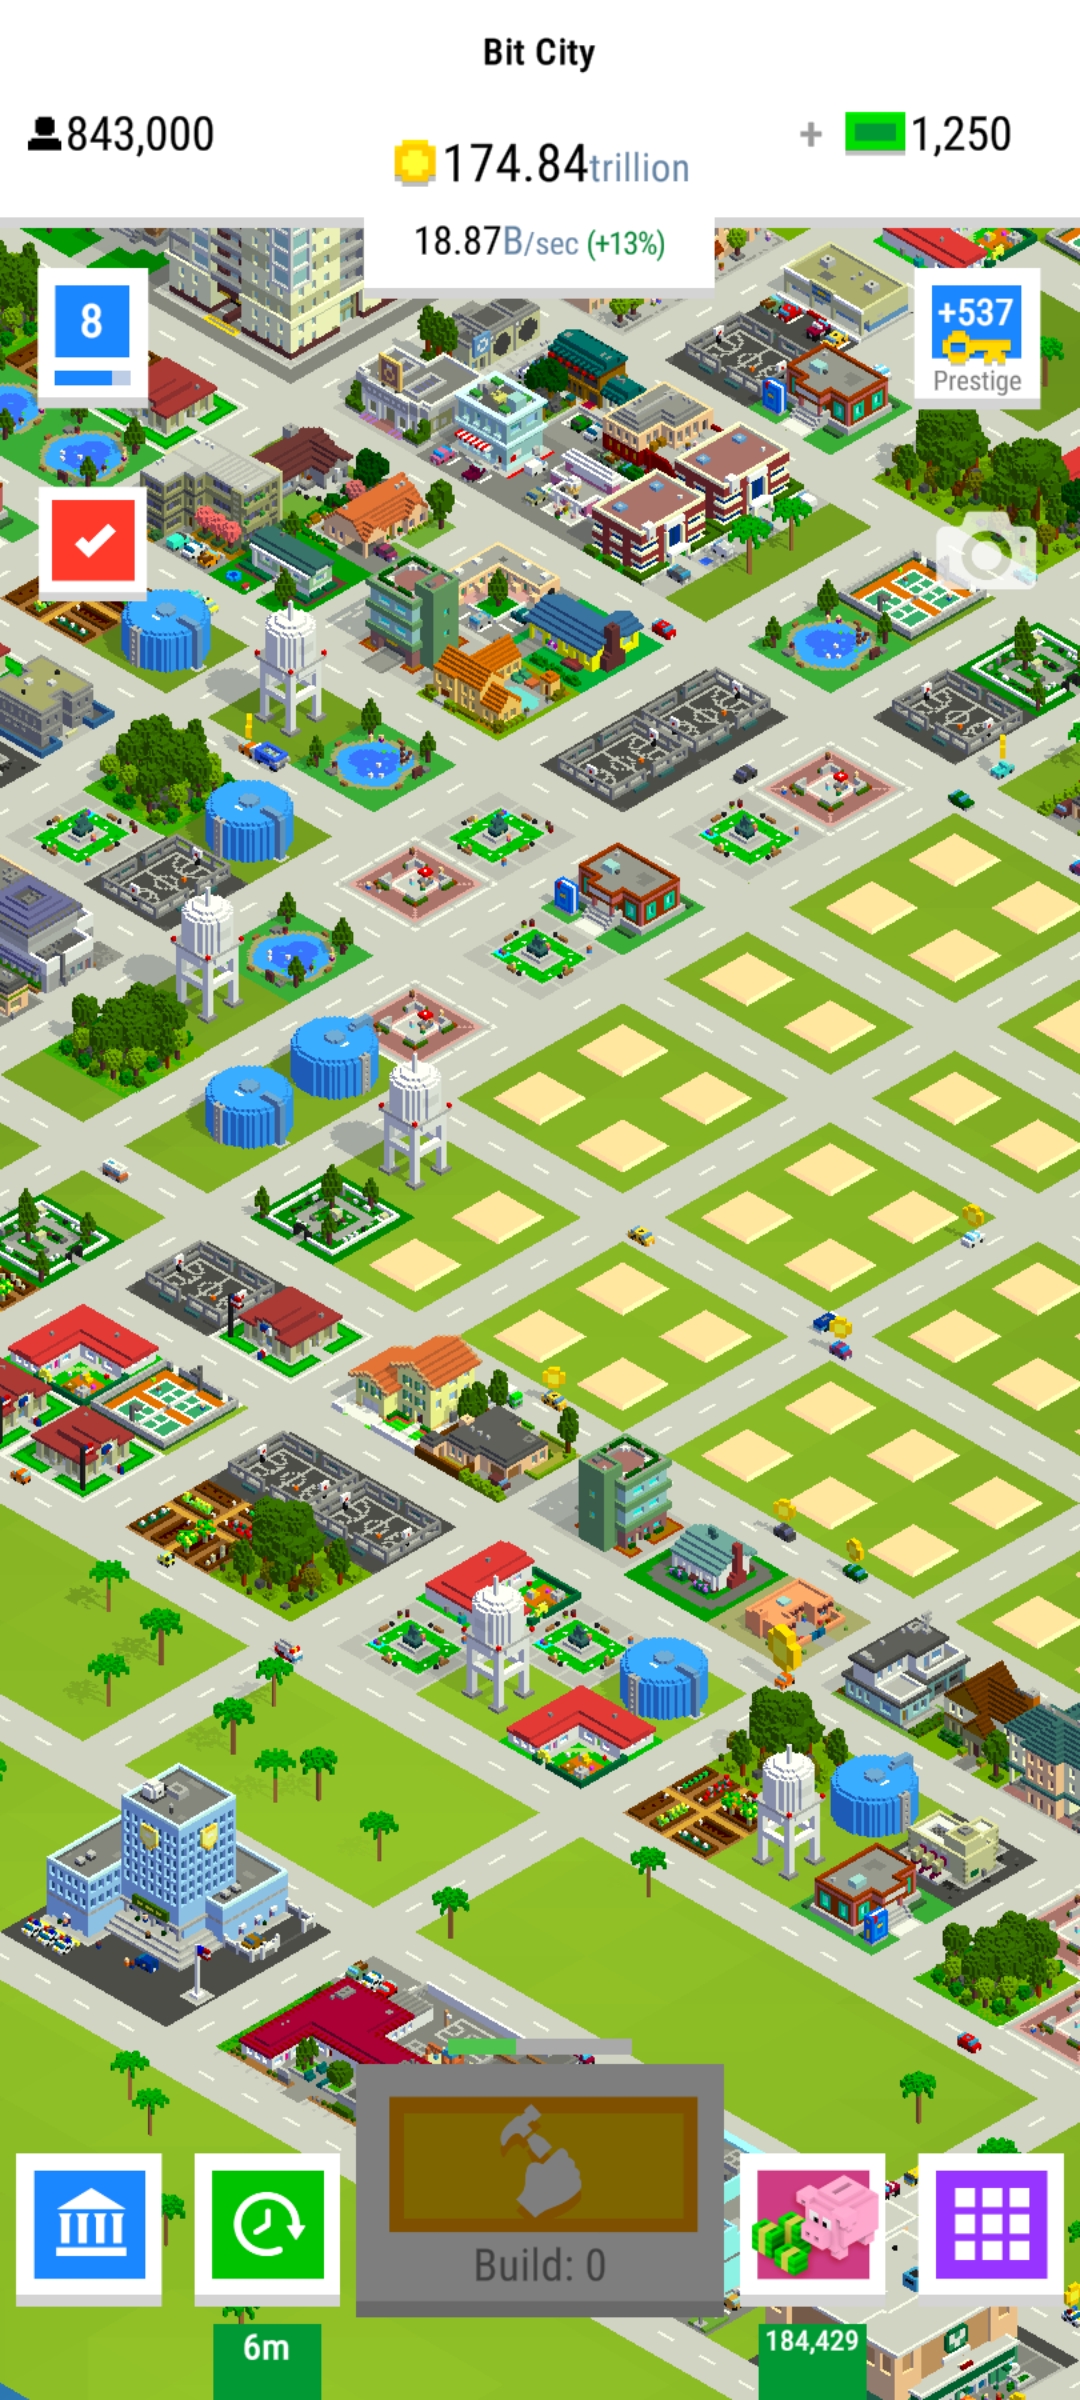 Bit City
843,000
174.84trillion
+ 1,250
18.87B/sec (+13%)
8
+537
Prestige
Build: 0
6m
184,429